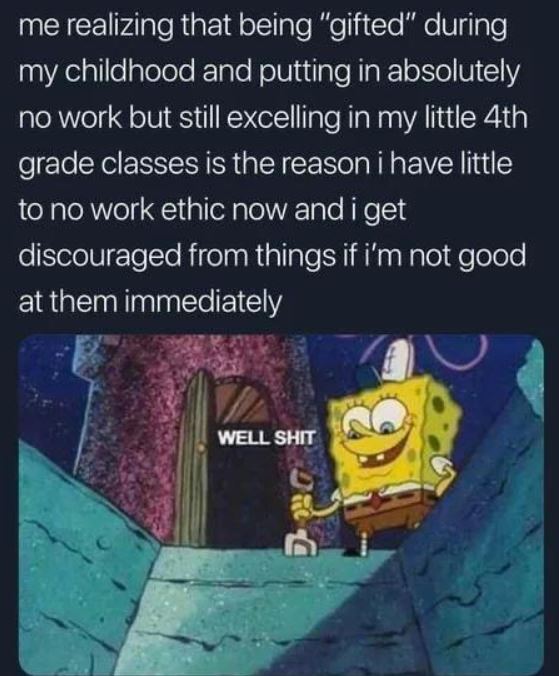 me realizing that being "gifted" during
my childhood and putting in absolutely
no work but still excelling in my little 4th
grade classes is the reason i have little
to no work ethic now and i get
discouraged from things if i'm not good
at them immediately
WELL SHIT